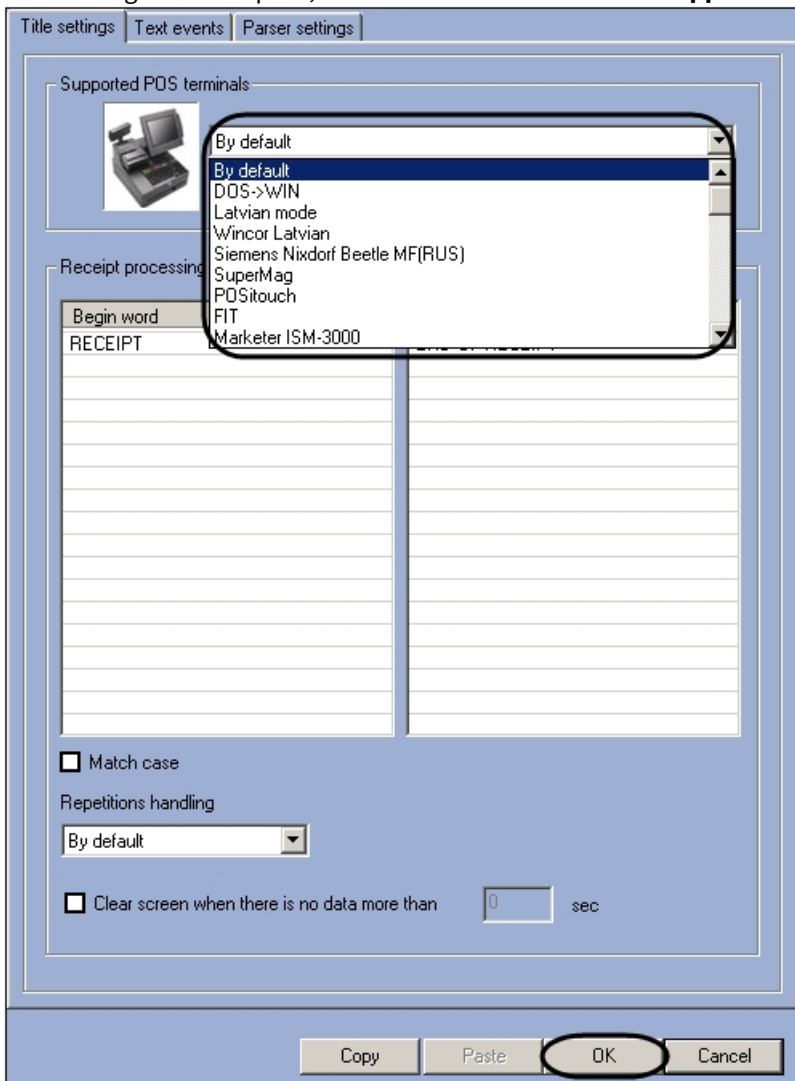 Title settings Text events Parser settings
Supported POS terminals
By default
By default
DOS->WIN
Latvian mode
Wincor Latvian
Siemens Nixdorf Beetle MF(RUS)
SuperMag
POSitouch
FIT
Marketer ISM-3000
Receipt processing
Begin word
RECEIPT
Match case
Repetitions handling
By default
Clear screen when there is no data more than 0 sec
Copy Paste OK Cancel